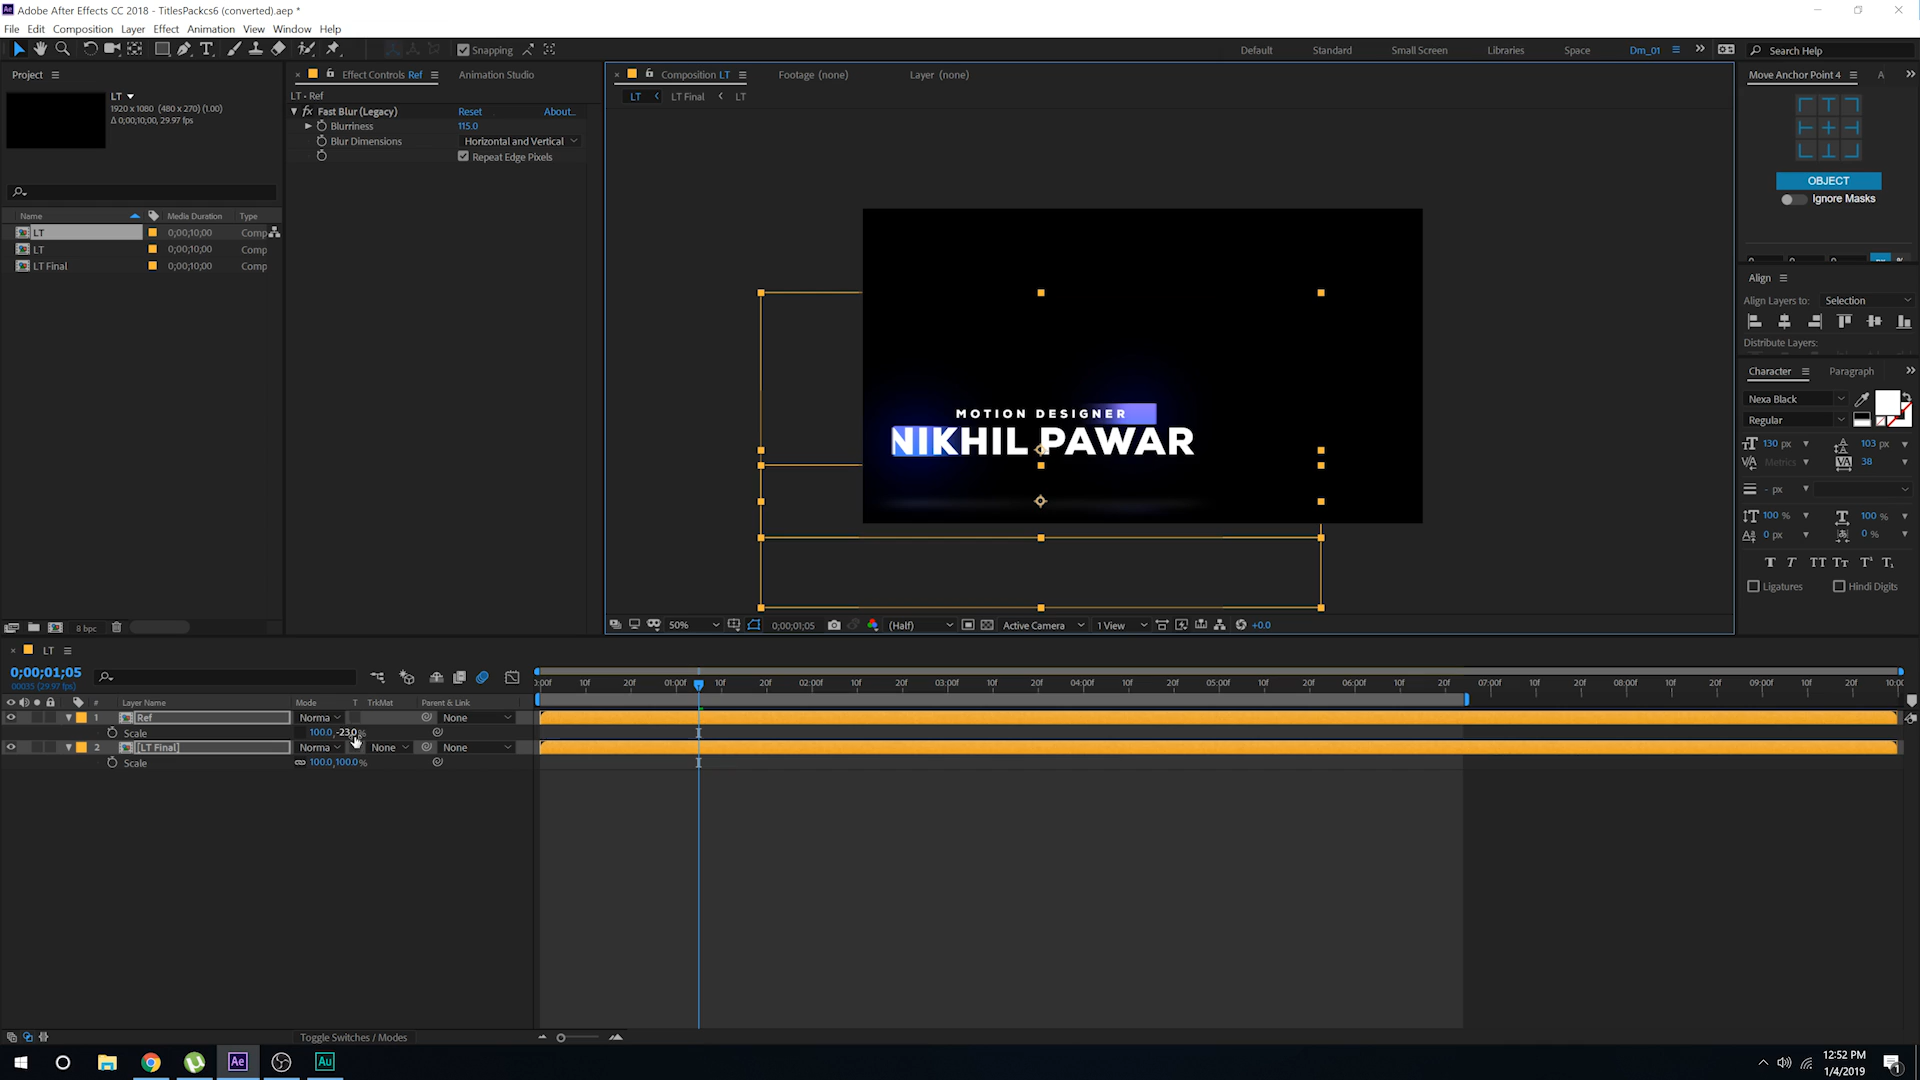 Adobe After Effects CC 2018 - TitlesPackcs6 (converted).aep *
File Edit Composition Layer Effect Animation View Window Help
Snapping
Default Standard Small Screen Libraries Space Dm_01 Search Help
Project
LT
1920 x 1080 (480 x 270) (1.00)
Δ 0;00;10;00, 29.97 fps
Name Media Duration Type
LT 0;00;10;00 Comp
LT 0;00;10;00 Comp
LT Final 0;00;10;00 Comp
8 bpc
Effect Controls Ref Animation Studio
LT - Ref
fx Fast Blur (Legacy) Reset About...
Blurriness 115.0
Blur Dimensions Horizontal and Vertical
Repeat Edge Pixels
Composition LT Footage (none) Layer (none)
LT LT Final LT
MOTION DESIGNER
NIKHIL PAWAR
50% 0;00;01;05 (Half) Active Camera 1 View +0.0
Move Anchor Point 4 A
OBJECT
Ignore Masks
Align
Align Layers to: Selection
Distribute Layers:
Character Paragraph
Nexa Black
Regular
130 px 103 px
Metrics 38
- px
100 % 100 %
0 px 0 %
T T TT Tт T¹ T₁
Ligatures Hindi Digits
LT
0;00;01;05
00035 (29.97 fps)
0:00f 10f 20f 01:00f 10f 20f 02:00f 10f 20f 03:00f 10f 20f 04:00f 10f 20f 05:00f 10f 20f 06:00f 10f 20f 07:00f 10f 20f 08:00f 10f 20f 09:00f 10f 20f 10:00
# Layer Name Mode T TrkMat Parent & Link
1 Ref Norma None
Scale 100.0,-23.0%
2 [LT Final] Norma None None
Scale 100.0,100.0%
Toggle Switches / Modes
Ae Au
12:52 PM
1/4/2019
1